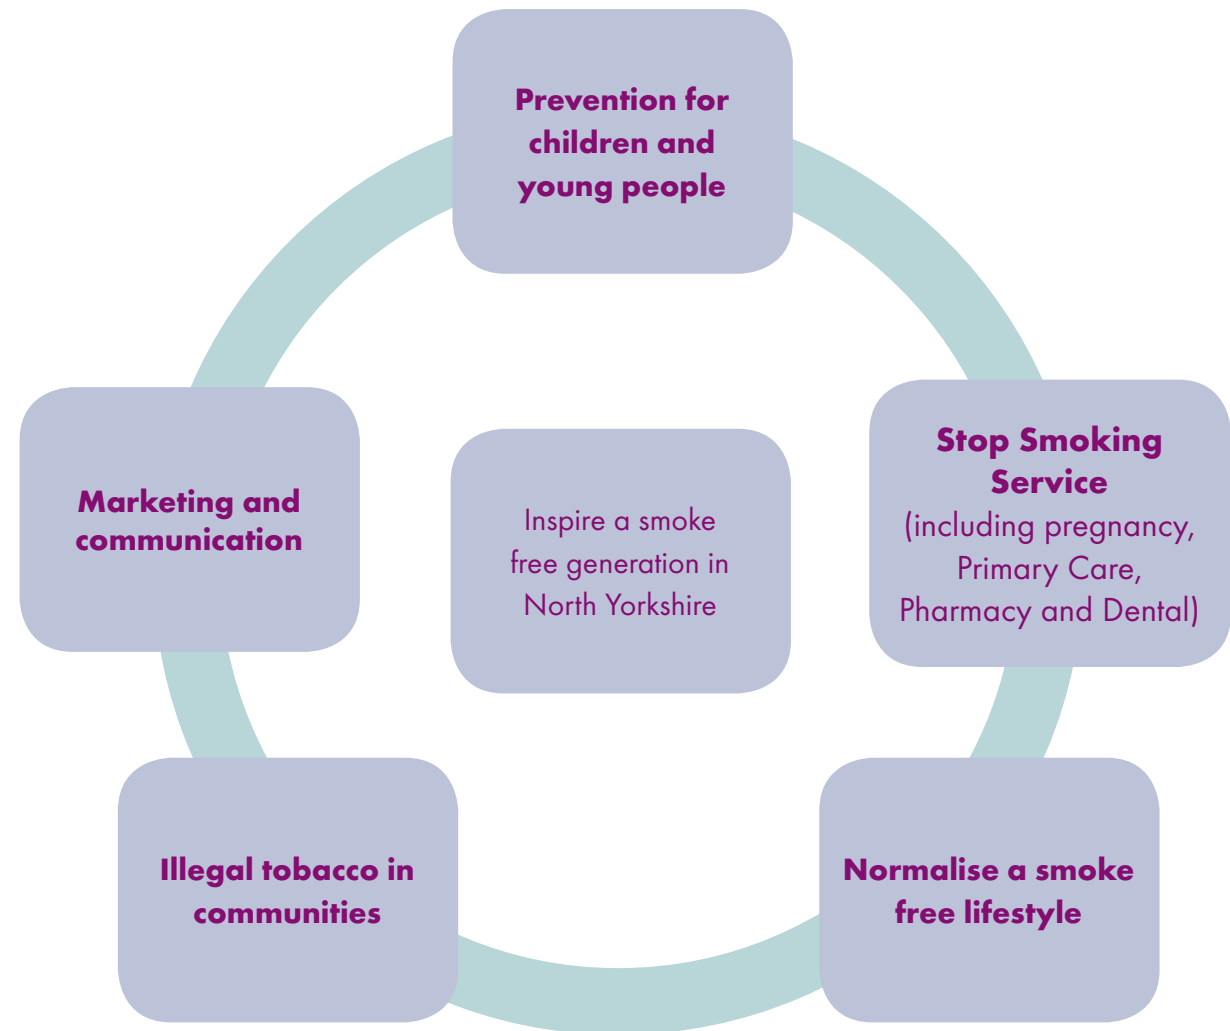 Prevention for
children and
young people
Stop Smoking
Service
(including pregnancy,
Primary Care,
Pharmacy and Dental)
Marketing and
communication
Inspire a smoke
free generation in
North Yorkshire
Illegal tobacco in
communities
Normalise a smoke
free lifestyle